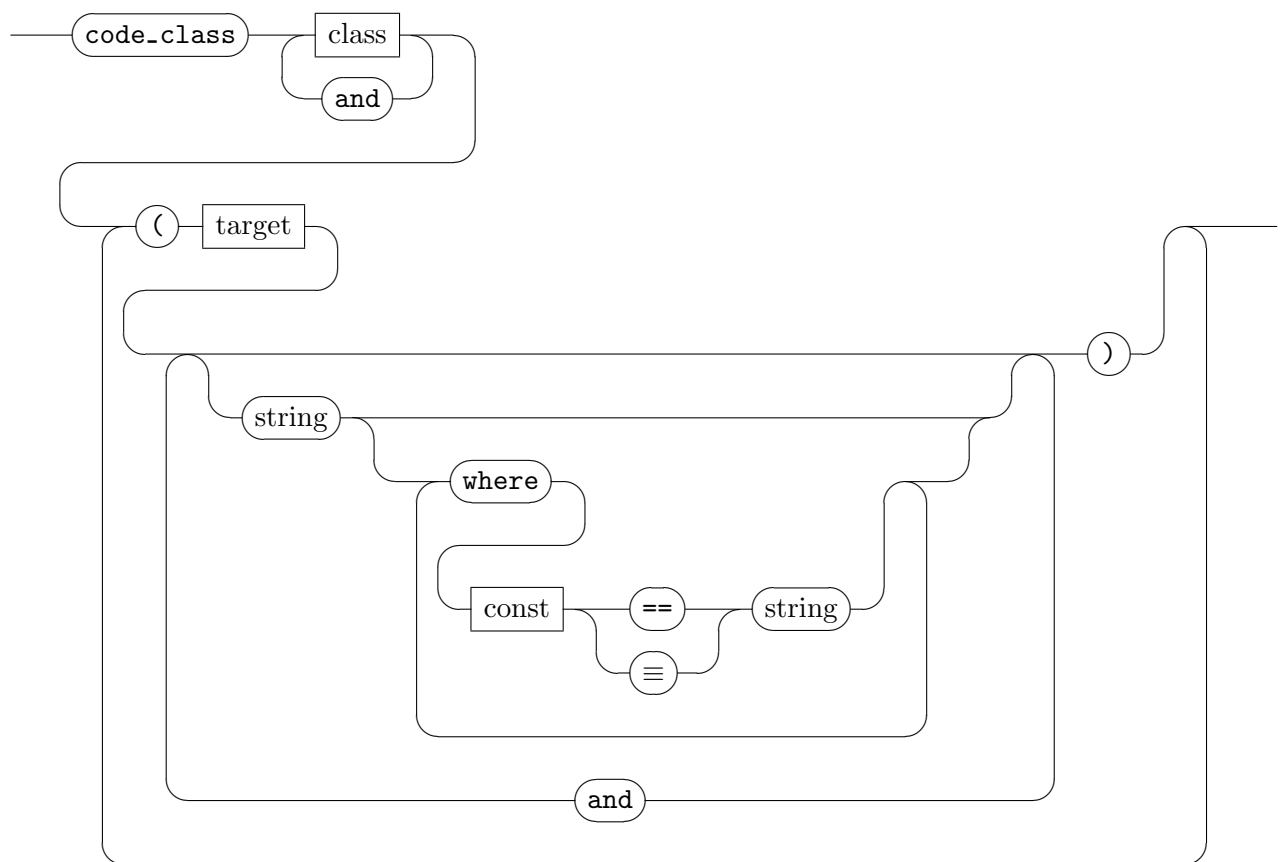 code_class class
and
( target
)
string
where
const == string
≡
and